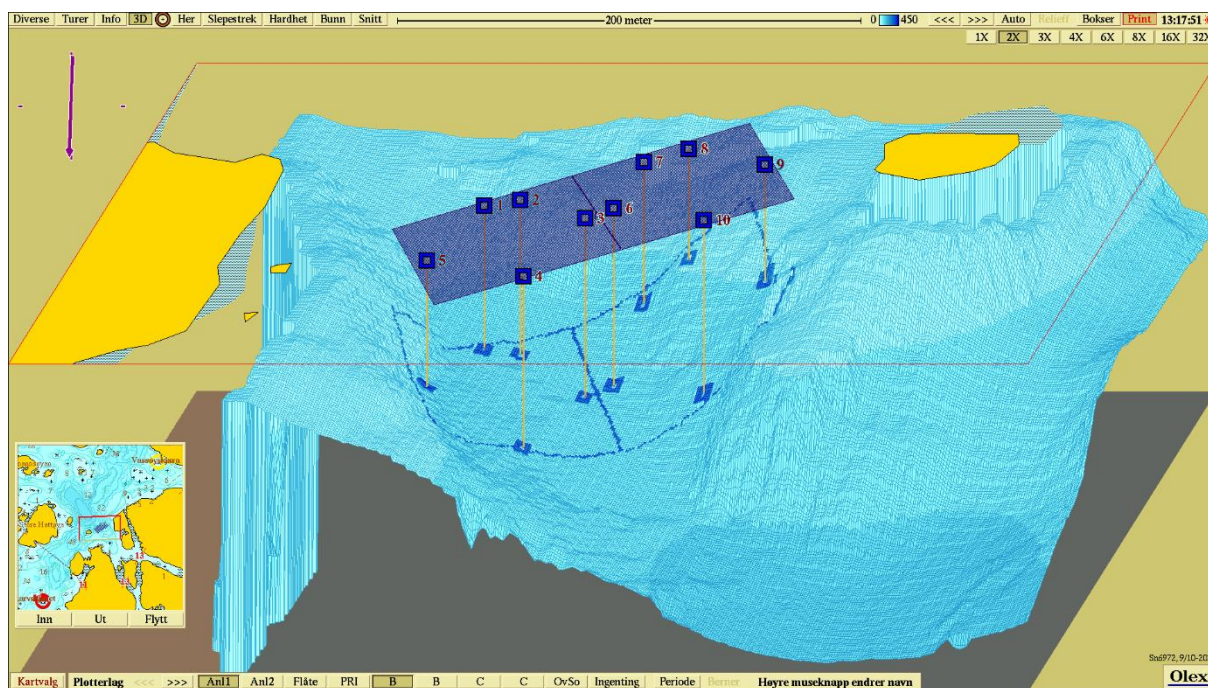 Diverse Turer Info 3D Her Slepestrek Hardhet Bunn Snitt 200 meter 0 450 <<< >>> Auto Relieff Bokser Print 13:17:51
1X 2X 3X 4X 6X 8X 16X 32X
8
7
9
2
1
6
3
10
5
4
Inn Ut Flytt
Olex
Kartvalg Plotterlag <<< >>> Anl1 Anl2 Flåte PRI B B C C OvSo Ingenting Periode Berner Høyre museknapp endrer navn